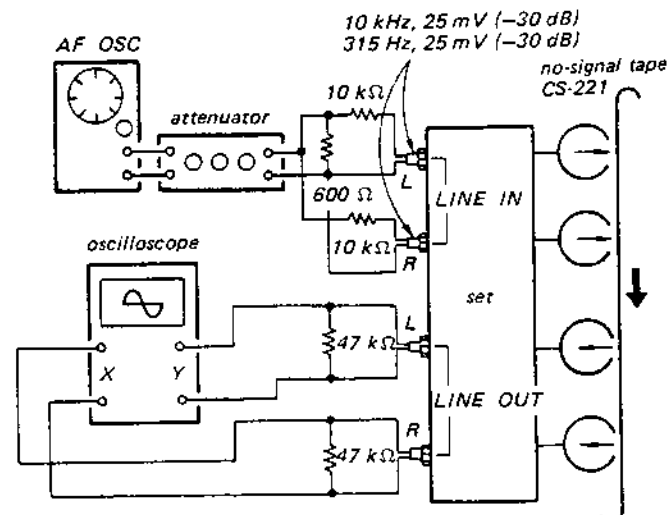 10 kHz, 25 mV (−30 dB)
315 Hz, 25 mV (−30 dB)
AF OSC
no-signal tape
CS-221
attenuator
10 kΩ
L
600 Ω
LINE IN
10 kΩ
R
oscilloscope
set
L
X
Y
47 kΩ
LINE OUT
R
47 kΩ